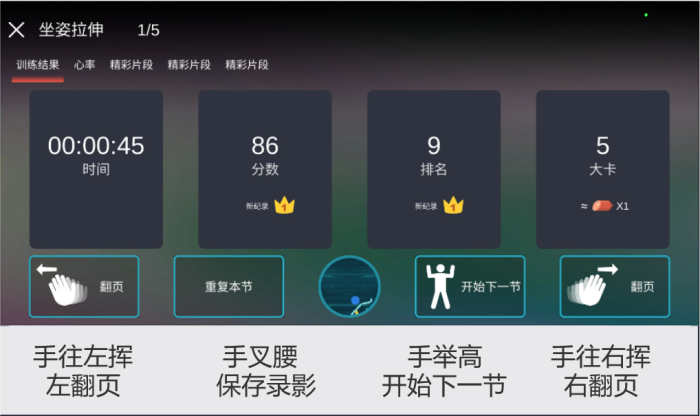 坐姿拉伸 1/5
训练结果 心率 精彩片段 精彩片段 精彩片段
00:00:45
时间
86
分数
新纪录 1
9
排名
新纪录 1
5
大卡
≈ X1
翻页
重复本节
开始下一节
翻页
手往左挥
左翻页
手叉腰
保存录影
手举高
开始下一节
手往右挥
右翻页